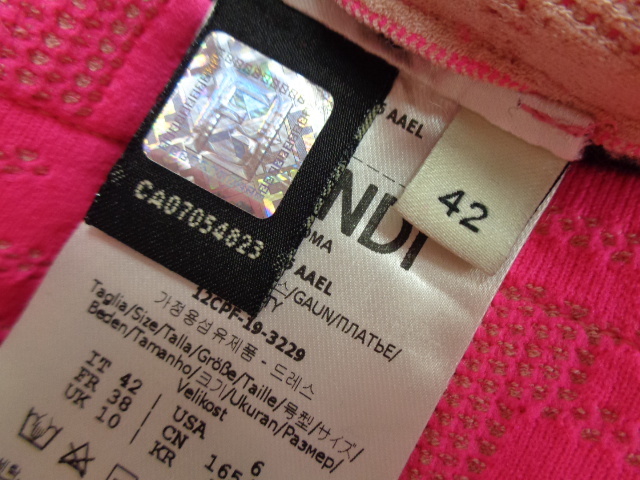 CA07054823
42
AAEL
NDI
OMA
AAEL
/GAUN/ПЛАТЬЕ/
12CPF-19-3229
가정용섬유제품 - 드레스
Taglia/Size/Talla/Größe/Taille/号型/サイズ/
Beden/Tamanho/크기/Ukuran/Размер/
Velikost
IT 42
FR 38
UK 10
USA 6
CN
KR
165